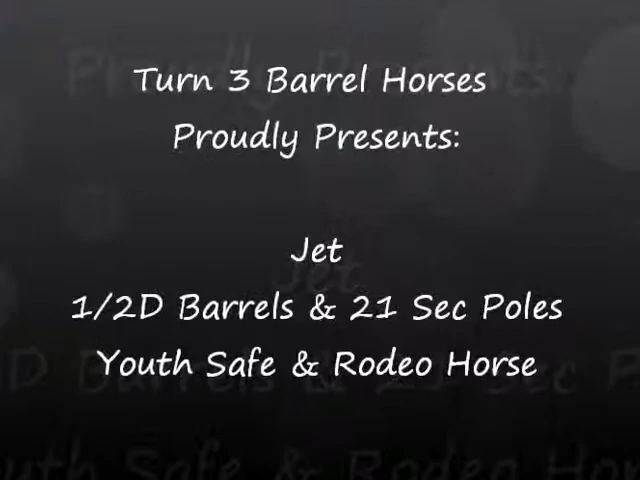 Turn 3 Barrel Horses
Proudly Presents:
Jet
1/2D Barrels & 21 Sec Poles
Youth Safe & Rodeo Horse